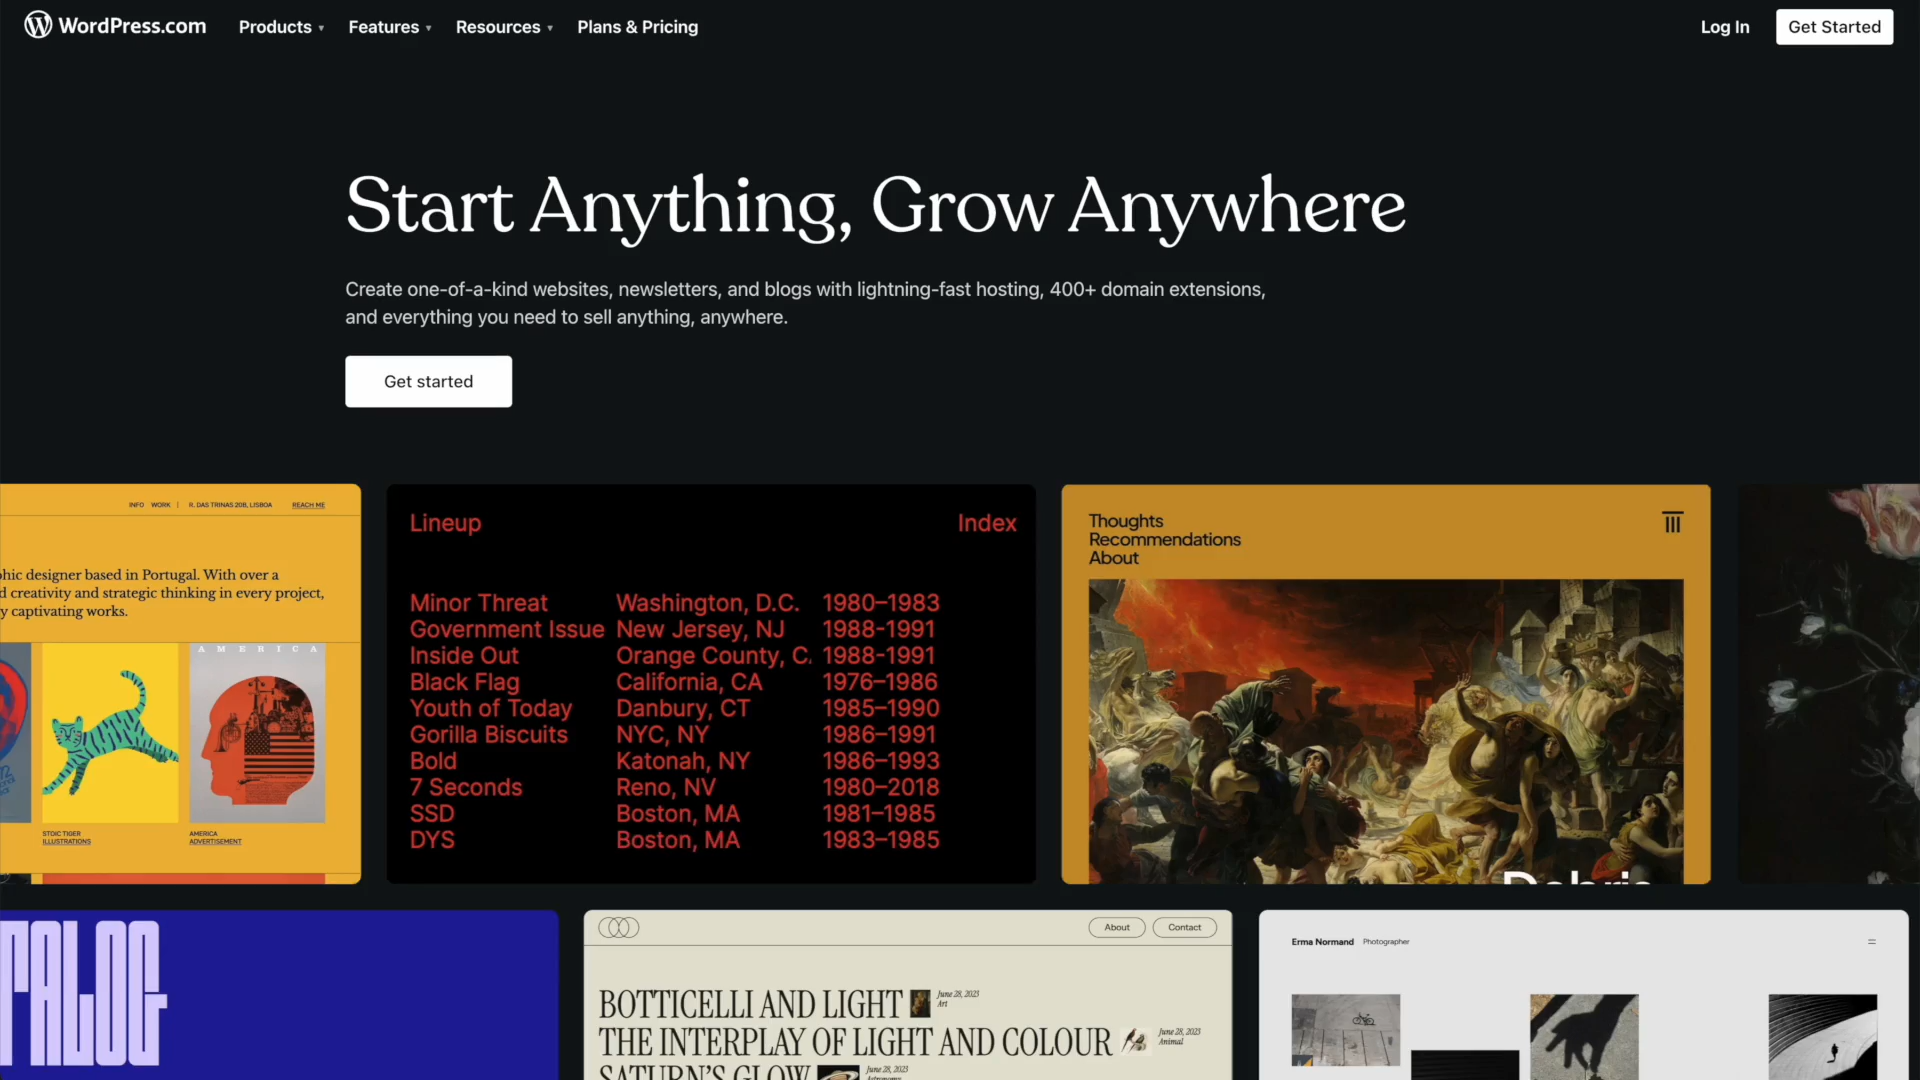 WordPress.com
Products
Features
Resources
Plans & Pricing
Log In
Get Started
Start Anything, Grow Anywhere
Create one-of-a-kind websites, newsletters, and blogs with lightning-fast hosting, 400+ domain extensions,
and everything you need to sell anything, anywhere.
Get started
INFO WORK | R. DAS TRINAS 20B, LISBOA REACH ME
designer based in Portugal. With over a
creativity and strategic thinking in every project,
captivating works.
AMERICA
STOIC TIGER
ILLUSTRATIONS
AMERICA
ADVERTISEMENT
Lineup Index
Minor Threat Washington, D.C. 1980–1983
Government Issue New Jersey, NJ 1988-1991
Inside Out Orange County, 1988-1991
Black Flag California, CA 1976–1986
Youth of Today Danbury, CT 1985–1990
Gorilla Biscuits NYC, NY 1986–1991
Bold Katonah, NY 1986–1993
7 Seconds Reno, NV 1980–2018
SSD Boston, MA 1981–1985
DYS Boston, MA 1983–1985
Thoughts
Recommendations
About
Debris
About
Contact
BOTTICELLI AND LIGHT
June 28, 2023
Art
THE INTERPLAY OF LIGHT AND COLOUR
June 28, 2023
Animal
SATURN'S GLOW
June 28, 2023
Astronomy
Erma Normand Photographer